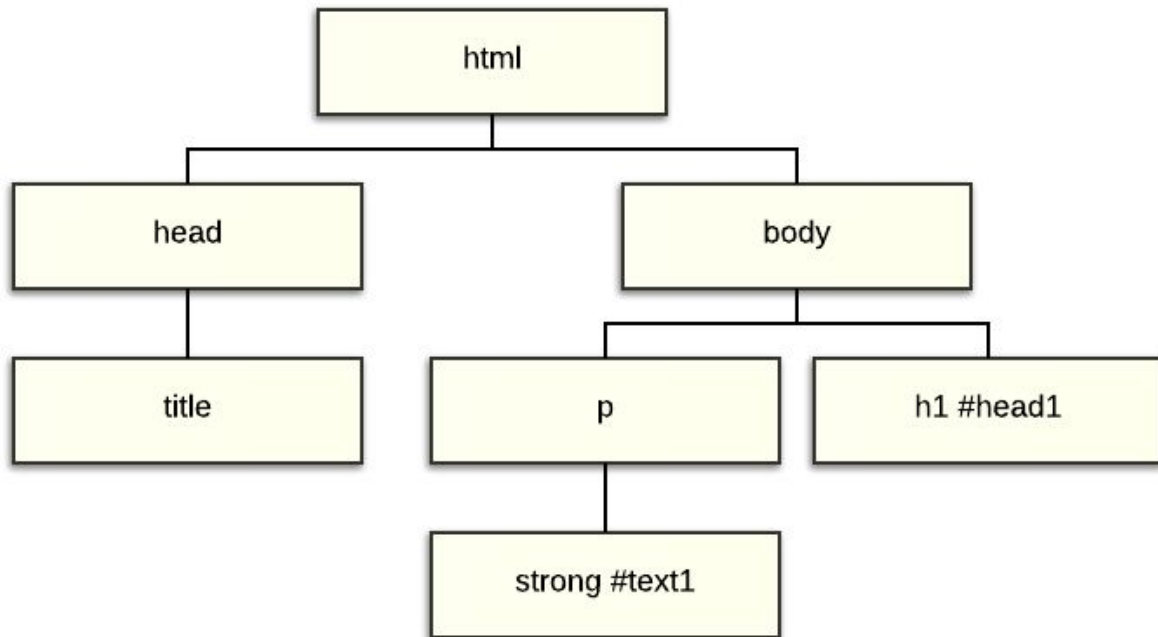 html
head
body
title
p
h1 #head1
strong #text1